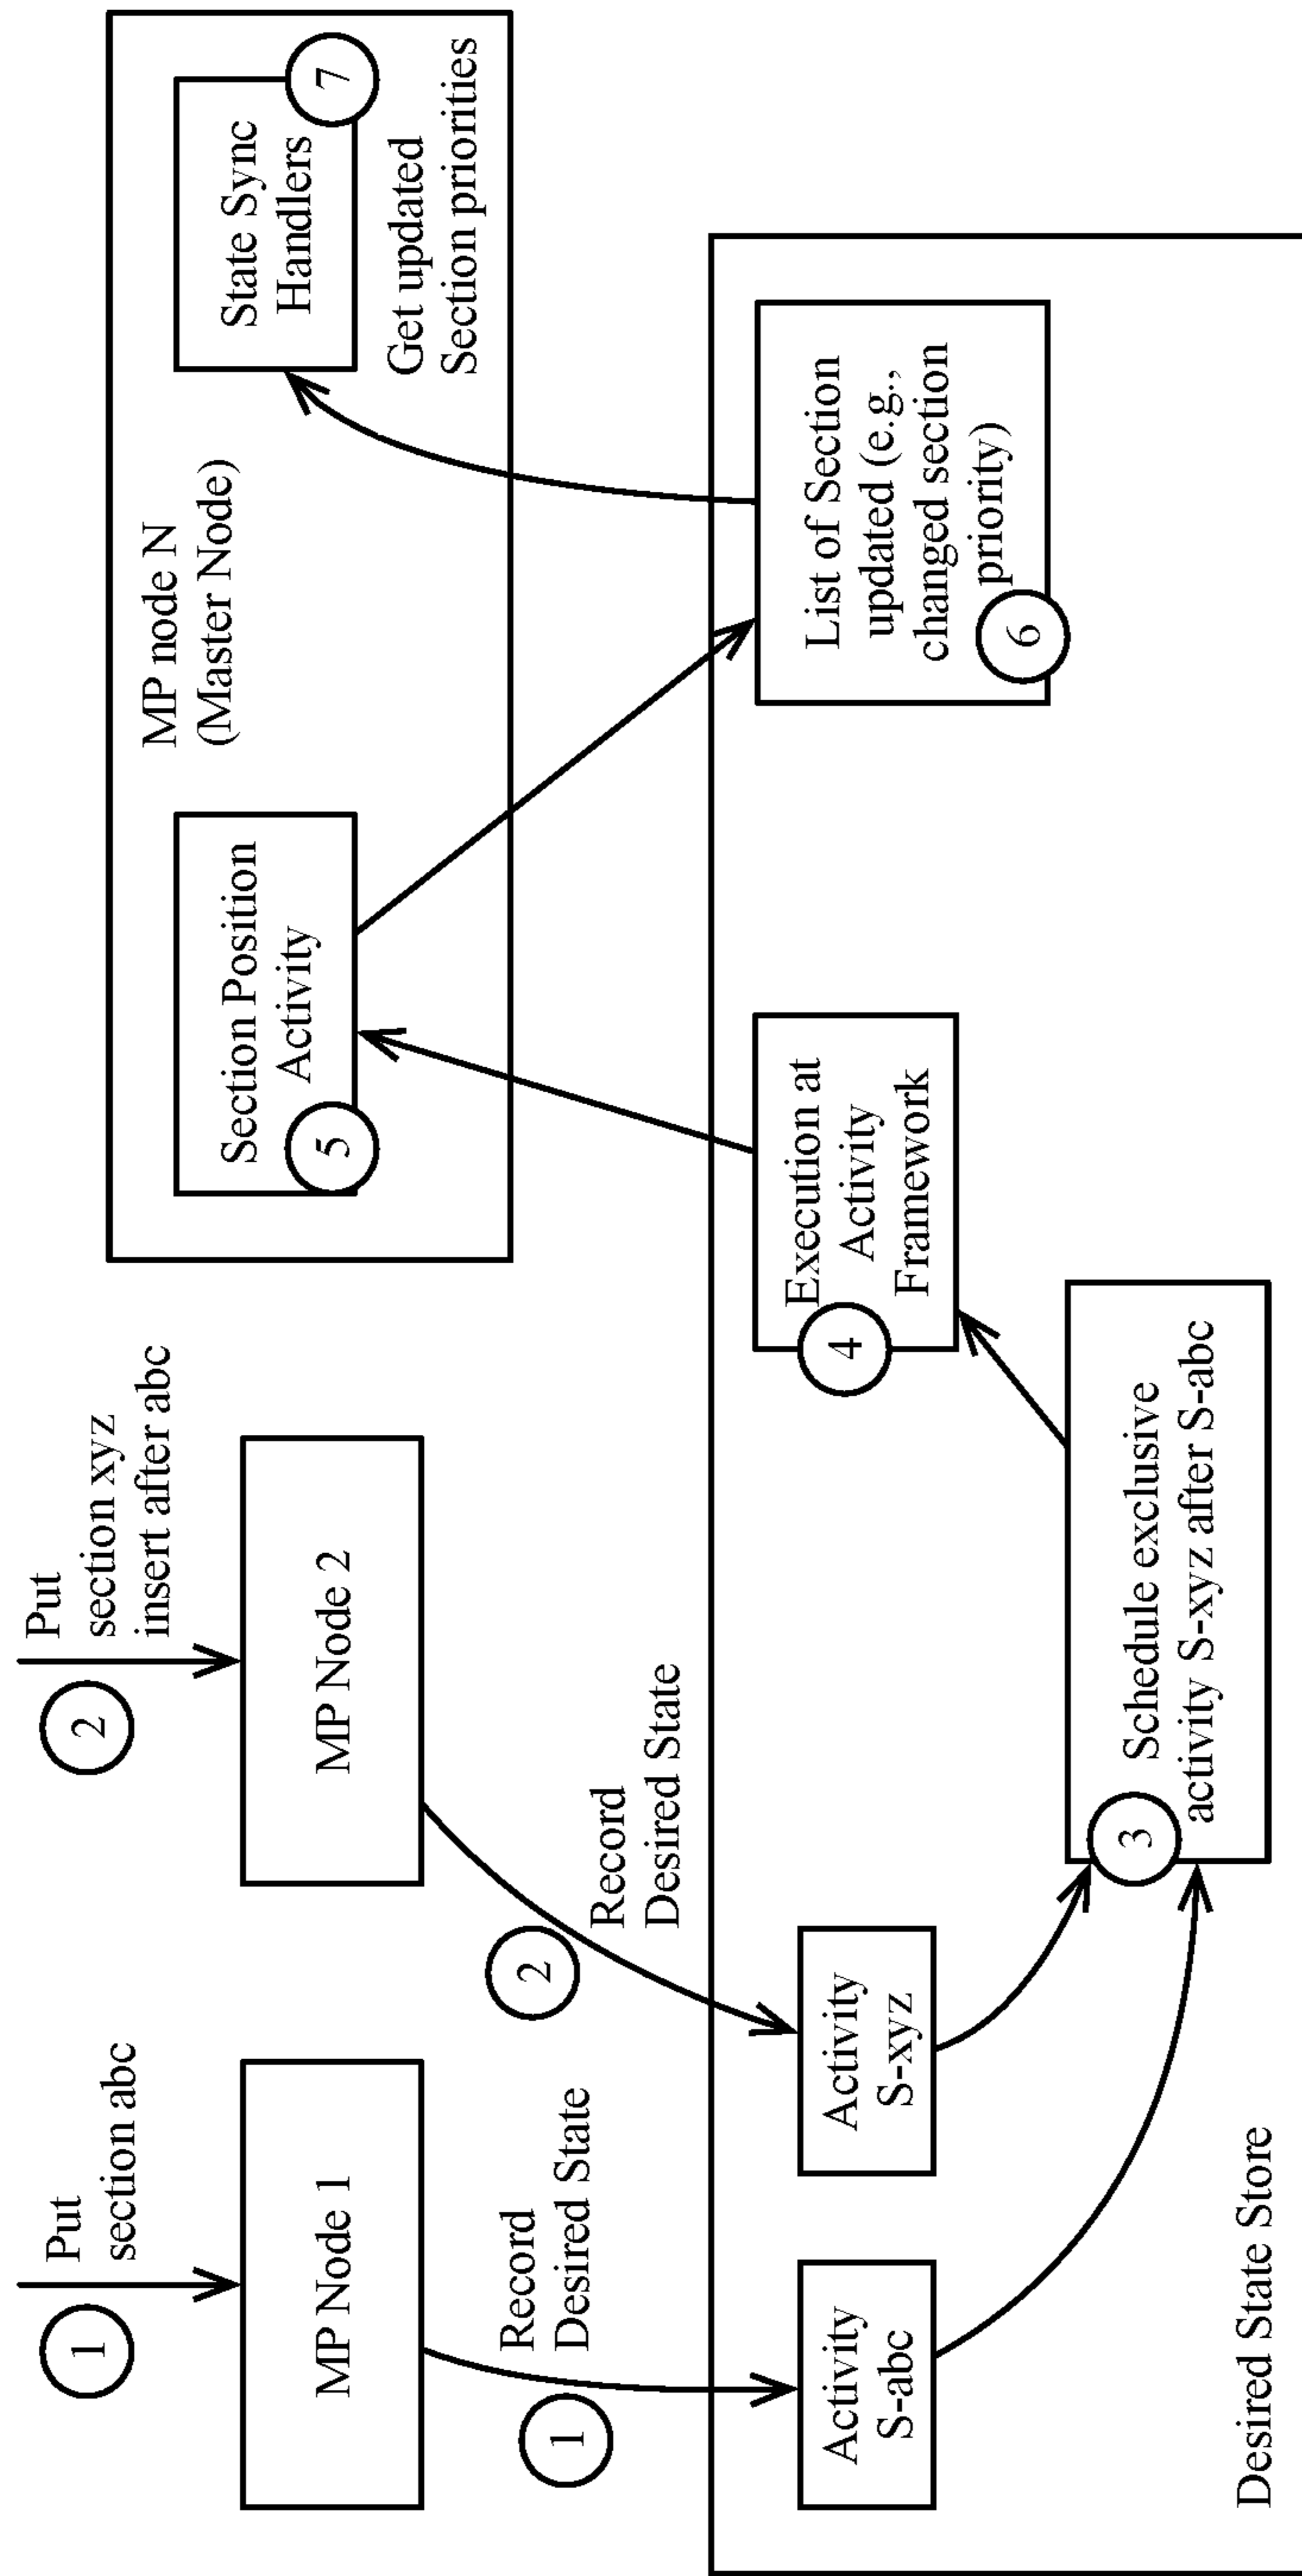 1
Put
section abc
MP Node 1
1
Record
Desired State
2
Put
section xyz
insert after abc
MP Node 2
2
Record
Desired State
MP node N
(Master Node)
Section Position
Activity
5
State Sync
Handlers
7
Get updated
Section priorities
Activity
S-abc
Activity
S-xyz
3
Schedule exclusive
activity S-xyz after S-abc
Execution at
Activity
Framework
4
List of Section
updated (e.g.,
changed section
priority)
6
Desired State Store